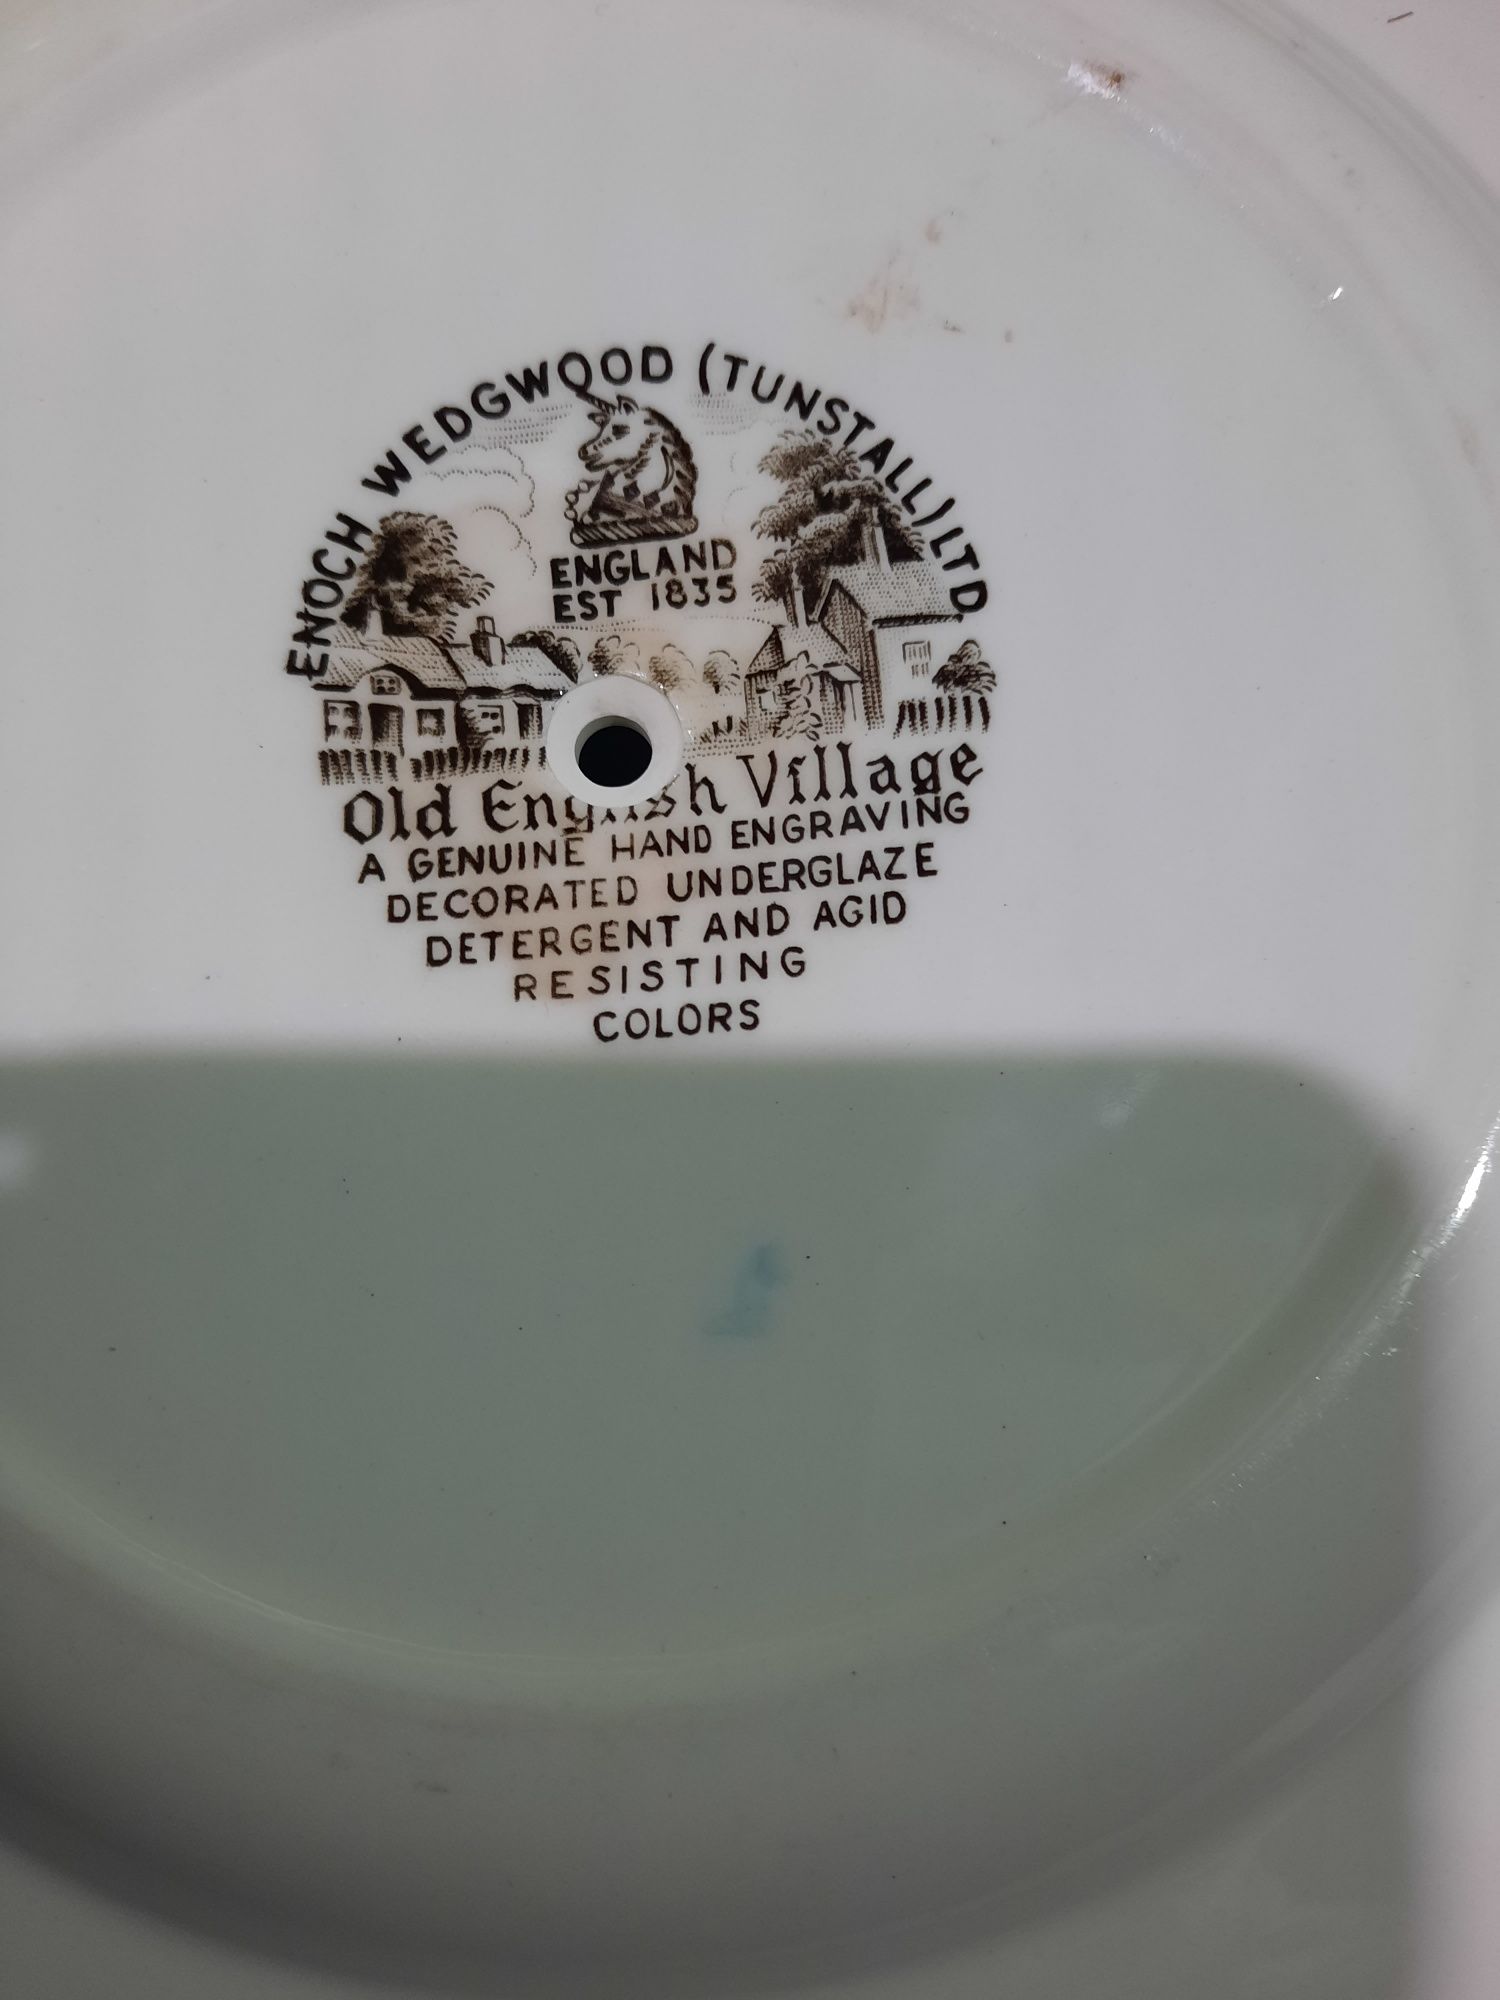 ENOCH WEDGWOOD (TUNSTALL) LTD
ENGLAND
EST 1835
Old English Village
A GENUINE HAND ENGRAVING
DECORATED UNDERGLAZE
DETERGENT AND AGID
RESISTING
COLORS